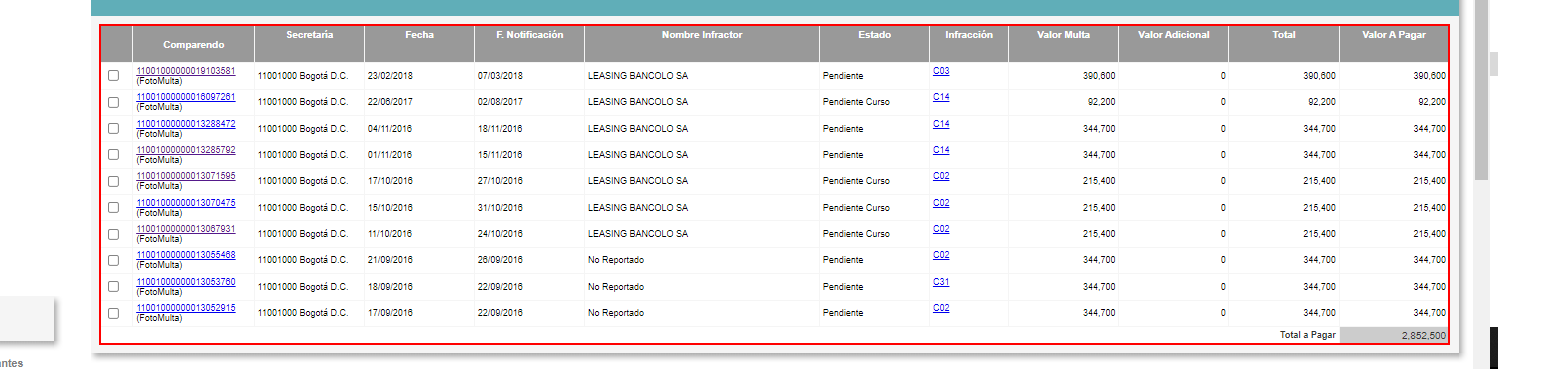 Comparendo Secretaria Fecha F. Notificación Nombre Infractor Estado Infracción Valor Multa Valor Adicional Total Valor A Pagar
11001000000019103581 11001000 Bogotá D.C. 23/02/2018 07/03/2018 LEASING BANCOLO SA Pendiente C03 390,600 0 390,600 390,600
(FotoMulta)
11001000000016097261 11001000 Bogotá D.C. 22/06/2017 02/08/2017 LEASING BANCOLO SA Pendiente Curso C14 92,200 0 92,200 92,200
(FotoMulta)
11001000000013288472 11001000 Bogotá D.C. 04/11/2016 18/11/2016 LEASING BANCOLO SA Pendiente C14 344,700 0 344,700 344,700
(FotoMulta)
11001000000013285792 11001000 Bogotá D.C. 01/11/2016 15/11/2016 LEASING BANCOLO SA Pendiente C14 344,700 0 344,700 344,700
(FotoMulta)
11001000000013071595 11001000 Bogotá D.C. 17/10/2016 27/10/2016 LEASING BANCOLO SA Pendiente Curso C02 215,400 0 215,400 215,400
(FotoMulta)
11001000000013070475 11001000 Bogotá D.C. 15/10/2016 31/10/2016 LEASING BANCOLO SA Pendiente Curso C02 215,400 0 215,400 215,400
(FotoMulta)
11001000000013067931 11001000 Bogotá D.C. 11/10/2016 24/10/2016 LEASING BANCOLO SA Pendiente Curso C02 215,400 0 215,400 215,400
(FotoMulta)
11001000000013055468 11001000 Bogotá D.C. 21/09/2016 26/09/2016 No Reportado Pendiente C02 344,700 0 344,700 344,700
(FotoMulta)
11001000000013053760 11001000 Bogotá D.C. 18/09/2016 22/09/2016 No Reportado Pendiente C31 344,700 0 344,700 344,700
(FotoMulta)
11001000000013052915 11001000 Bogotá D.C. 17/09/2016 22/09/2016 No Reportado Pendiente C02 344,700 0 344,700 344,700
(FotoMulta)
Total a Pagar 2,852,500
antes